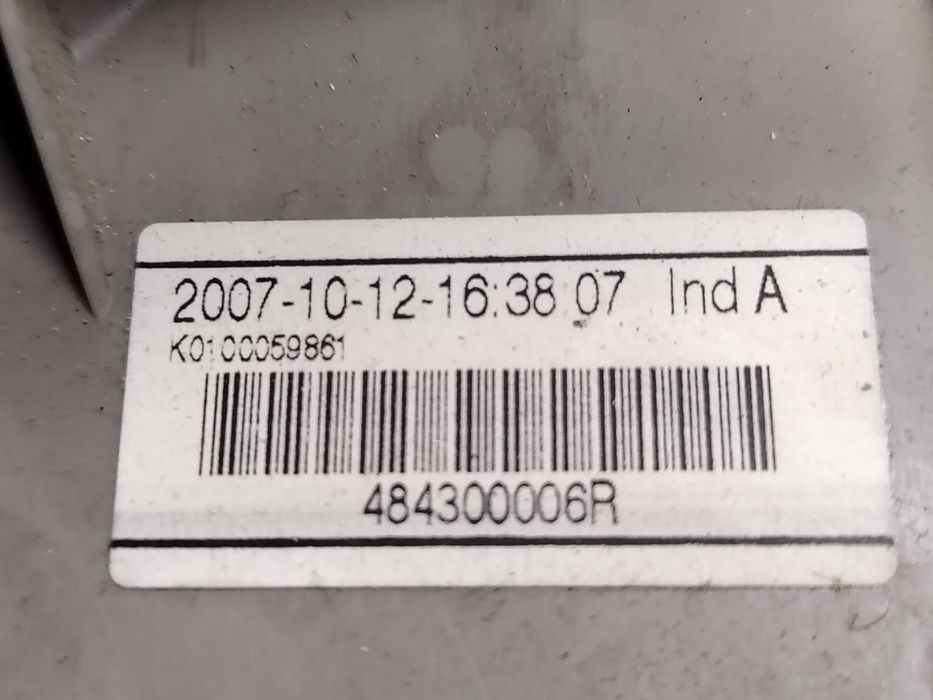 2007-10-12-16:38 07 Ind A
K0100059861
484300006R